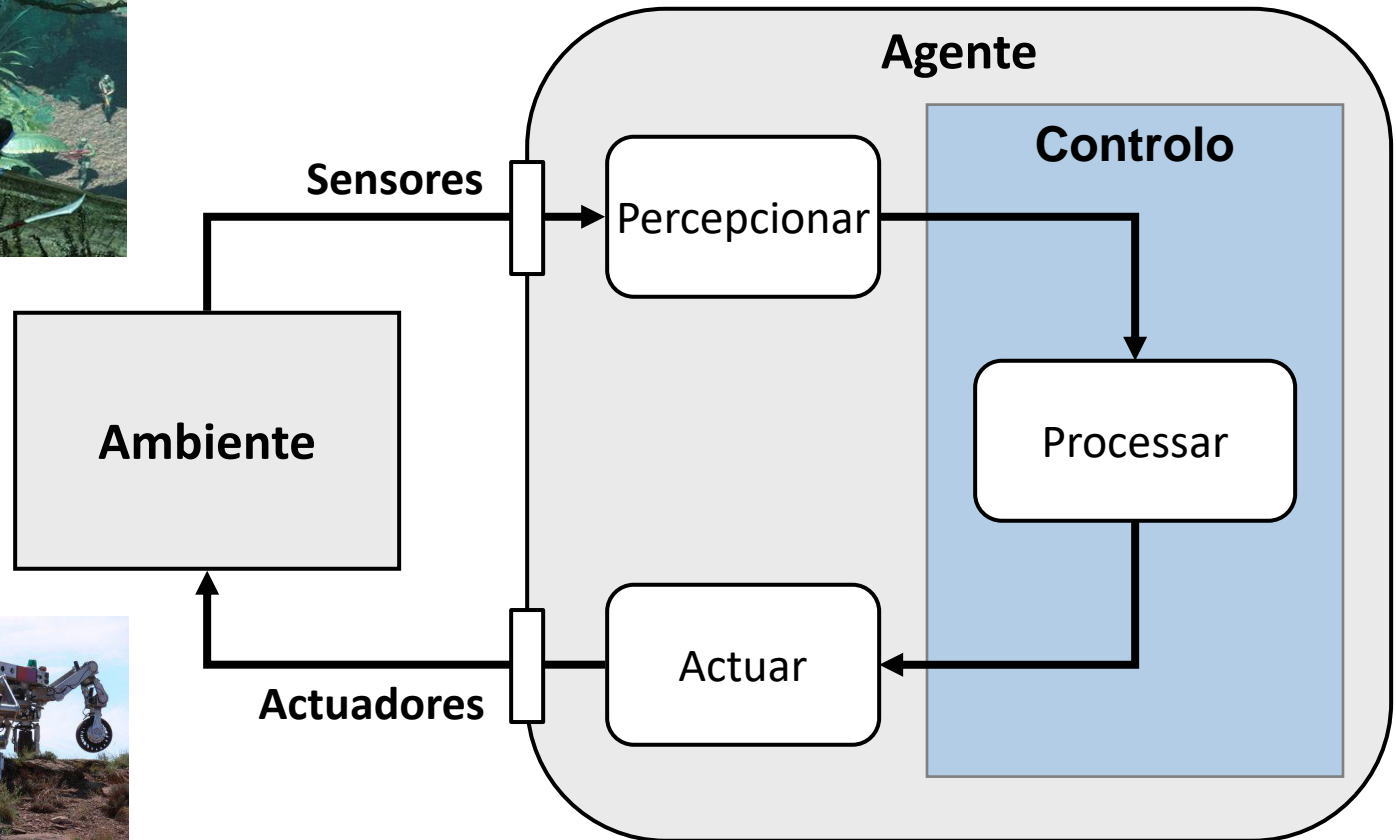 Agente
Controlo
Sensores
Percepcionar
Ambiente
Processar
Actuar
Actuadores